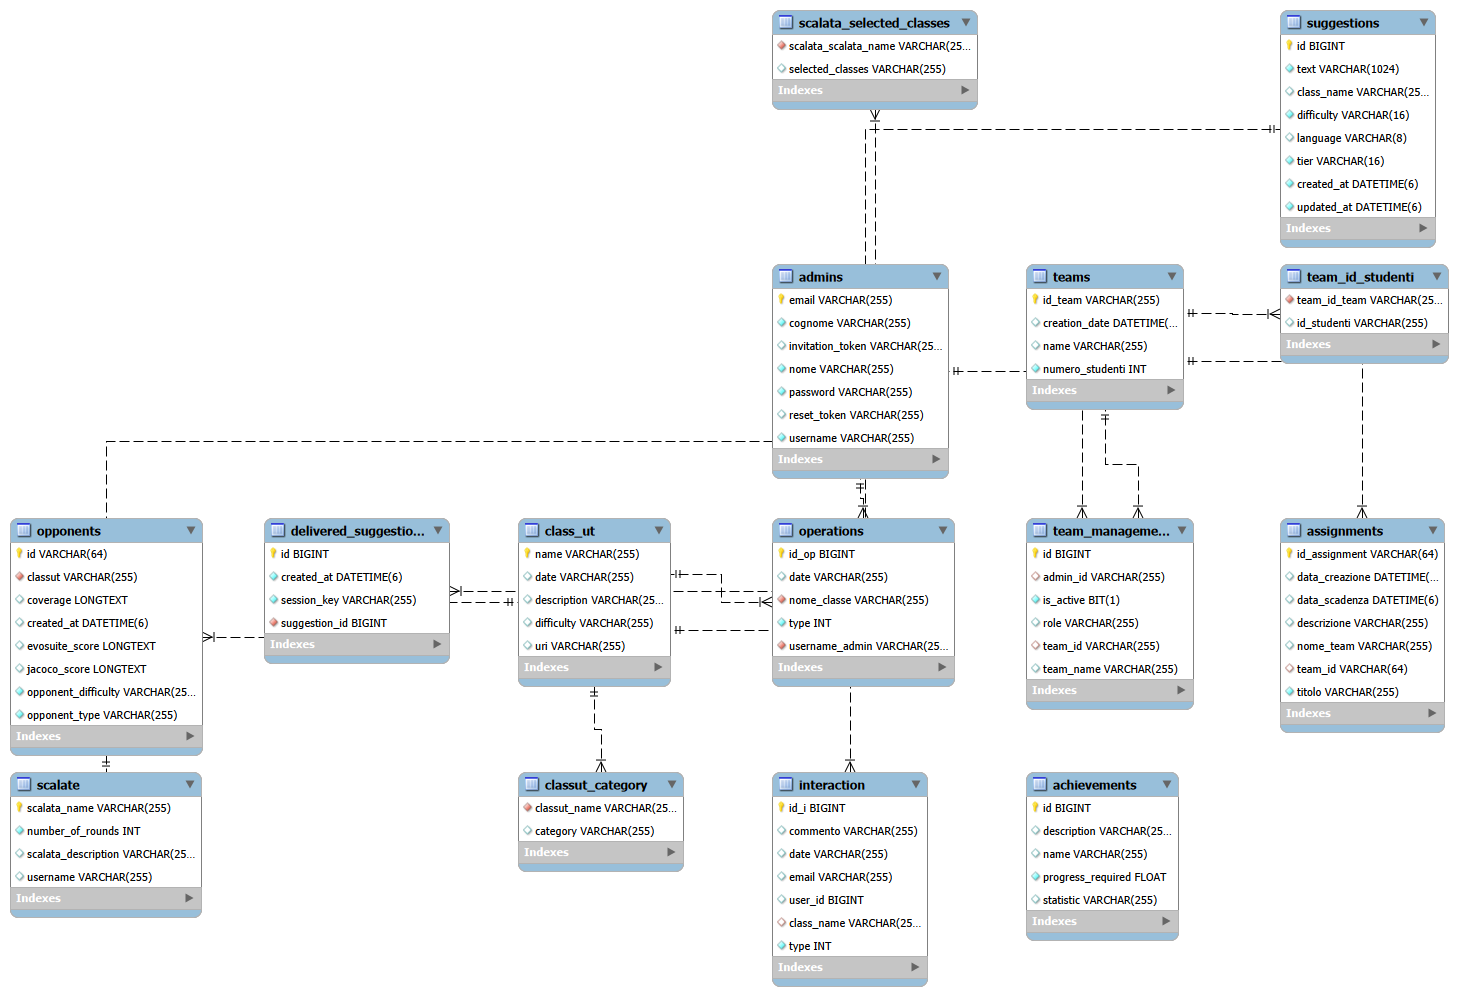 scalata_selected_classes
scalata_scalata_name VARCHAR(25...
selected_classes VARCHAR(255)
Indexes
suggestions
id BIGINT
text VARCHAR(1024)
class_name VARCHAR(25...
difficulty VARCHAR(16)
language VARCHAR(8)
tier VARCHAR(16)
created_at DATETIME(6)
updated_at DATETIME(6)
Indexes
admins
email VARCHAR(255)
cognome VARCHAR(255)
invitation_token VARCHAR(25...
nome VARCHAR(255)
password VARCHAR(255)
reset_token VARCHAR(255)
username VARCHAR(255)
Indexes
teams
id_team VARCHAR(255)
creation_date DATETIME(...
name VARCHAR(255)
numero_studenti INT
Indexes
team_id_studenti
team_id_team VARCHAR(25...
id_studenti VARCHAR(255)
Indexes
opponents
id VARCHAR(64)
classut VARCHAR(255)
coverage LONGTEXT
created_at DATETIME(6)
evosuite_score LONGTEXT
jacoco_score LONGTEXT
opponent_difficulty VARCHAR(25...
opponent_type VARCHAR(255)
Indexes
delivered_suggestio...
id BIGINT
created_at DATETIME(6)
session_key VARCHAR(255)
suggestion_id BIGINT
Indexes
class_ut
name VARCHAR(255)
date VARCHAR(255)
description VARCHAR(25...
difficulty VARCHAR(255)
uri VARCHAR(255)
Indexes
operations
id_op BIGINT
date VARCHAR(255)
nome_classe VARCHAR(255)
type INT
username_admin VARCHAR(25...
Indexes
team_manageme...
id BIGINT
admin_id VARCHAR(255)
is_active BIT(1)
role VARCHAR(255)
team_id VARCHAR(255)
team_name VARCHAR(255)
Indexes
assignments
id_assignment VARCHAR(64)
data_creazione DATETIME(...
data_scadenza DATETIME(6)
descrizione VARCHAR(255)
nome_team VARCHAR(255)
team_id VARCHAR(64)
titolo VARCHAR(255)
Indexes
scalate
scalata_name VARCHAR(255)
number_of_rounds INT
scalata_description VARCHAR(25...
username VARCHAR(255)
Indexes
classut_category
classut_name VARCHAR(25...
category VARCHAR(255)
Indexes
interaction
id_i BIGINT
commento VARCHAR(255)
date VARCHAR(255)
email VARCHAR(255)
user_id BIGINT
class_name VARCHAR(25...
type INT
Indexes
achievements
id BIGINT
description VARCHAR(25...
name VARCHAR(255)
progress_required FLOAT
statistic VARCHAR(255)
Indexes